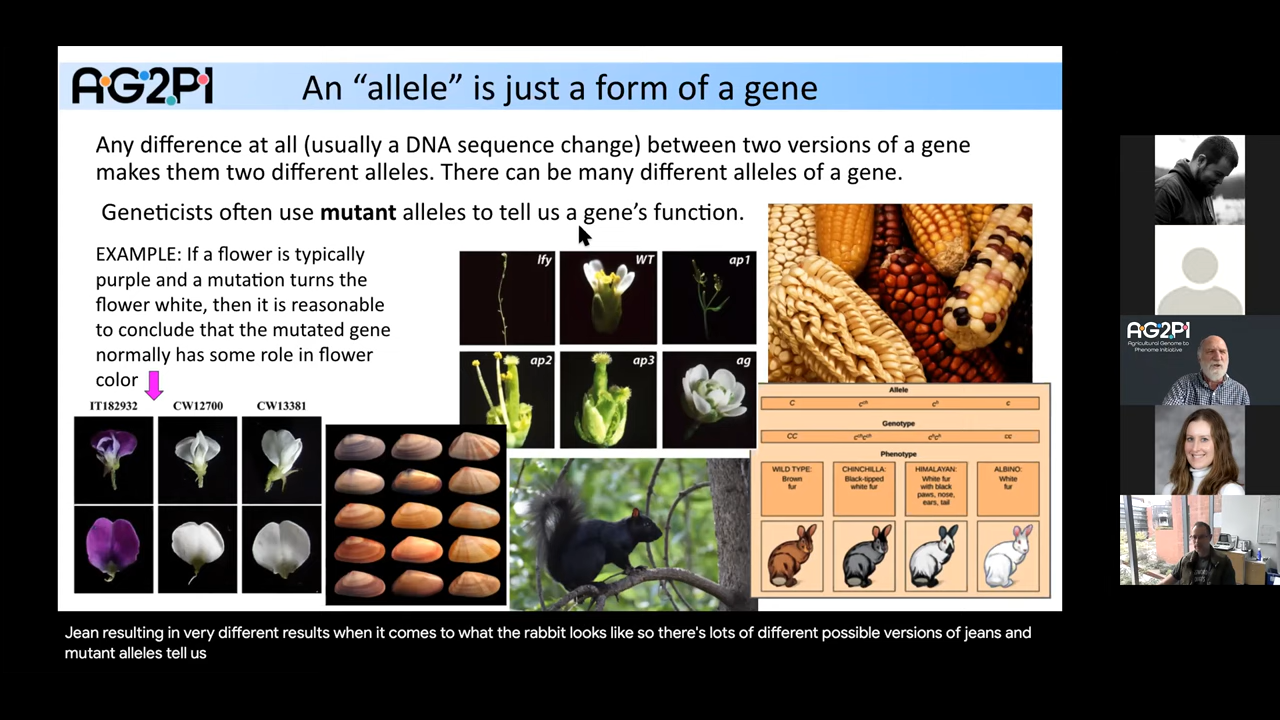 AG2PI
An “allele” is just a form of a gene
Any difference at all (usually a DNA sequence change) between two versions of a gene
makes them two different alleles. There can be many different alleles of a gene.
Geneticists often use mutant alleles to tell us a gene’s function.
EXAMPLE: If a flower is typically
purple and a mutation turns the
flower white, then it is reasonable
to conclude that the mutated gene
normally has some role in flower
color
IT182932 CW12700 CW13381
lfy WT ap1
ap2 ap3 ag
Allele
C c^ch c^h c
Genotype
CC c^chc^ch c^hc^h cc
Phenotype
WILD TYPE:
Brown
fur
CHINCHILLA:
Black-tipped
white fur
HIMALAYAN:
White fur
with black
paws, nose,
ears, tail
ALBINO:
White
fur
AG2PI
Agricultural Genome to
Phenome Initiative
Jean resulting in very different results when it comes to what the rabbit looks like so there's lots of different possible versions of jeans and
mutant alleles tell us